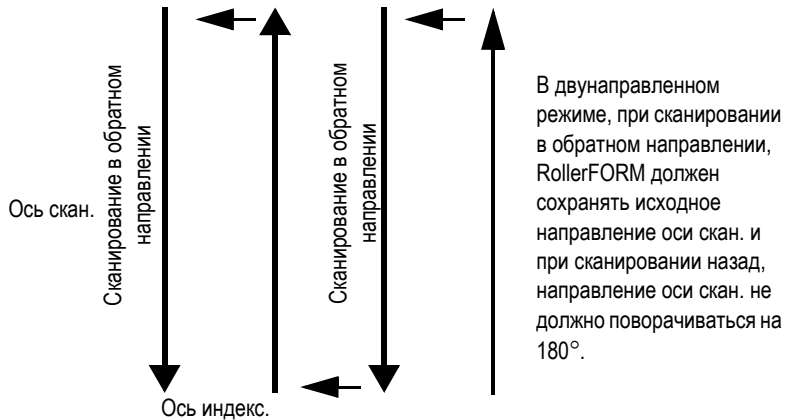 Ось скан.
Сканирование в обратном
направлении
Сканирование в обратном
направлении
В двунаправленном
режиме, при сканировании
в обратном направлении,
RollerFORM должен
сохранять исходное
направление оси скан. и
при сканировании назад,
направление оси скан. не
должно поворачиваться на
180°.
Ось индекс.